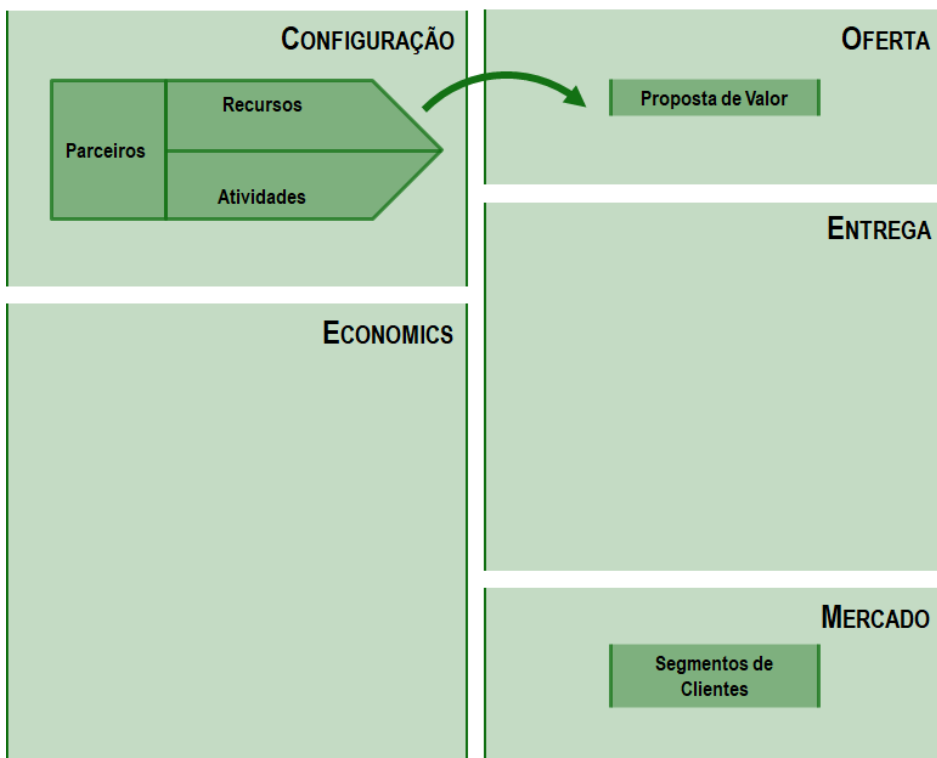 CONFIGURAÇÃO
Parceiros
Recursos
Atividades
ECONOMICS
OFERTA
Proposta de Valor
ENTREGA
MERCADO
Segmentos de
Clientes